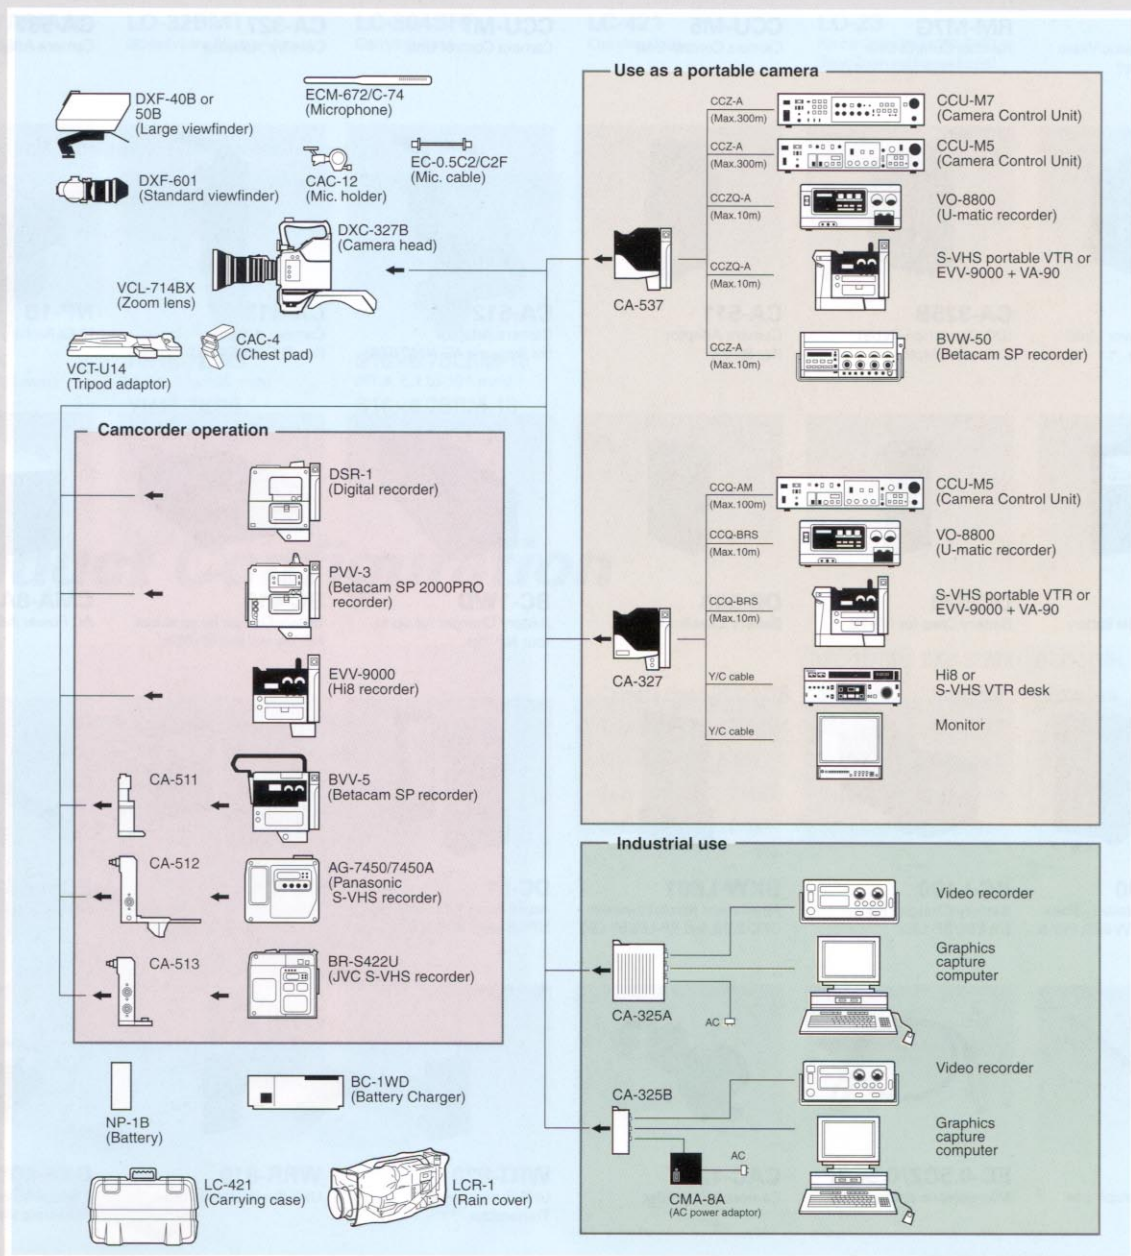 DXF-40B or
50B
(Large viewfinder)
ECM-672/C-74
(Microphone)
DXF-601
(Standard viewfinder)
CAC-12
(Mic. holder)
EC-0.5C2/C2F
(Mic. cable)
DXC-327B
(Camera head)
VCL-714BX
(Zoom lens)
VCT-U14
(Tripod adaptor)
CAC-4
(Chest pad)
Camcorder operation
DSR-1
(Digital recorder)
PVV-3
(Betacam SP 2000PRO
recorder)
EVV-9000
(Hi8 recorder)
CA-511
BVV-5
(Betacam SP recorder)
CA-512
AG-7450/7450A
(Panasonic
S-VHS recorder)
CA-513
BR-S422U
(JVC S-VHS recorder)
NP-1B
(Battery)
BC-1WD
(Battery Charger)
LC-421
(Carrying case)
LCR-1
(Rain cover)
Use as a portable camera
CA-537
CCZ-A
(Max.300m)
CCU-M7
(Camera Control Unit)
CCZ-A
(Max.300m)
CCU-M5
(Camera Control Unit)
CCZQ-A
(Max.10m)
VO-8800
(U-matic recorder)
CCZQ-A
(Max.10m)
S-VHS portable VTR or
EVV-9000 + VA-90
CCZ-A
(Max.10m)
BVW-50
(Betacam SP recorder)
CA-327
CCQ-AM
(Max.100m)
CCU-M5
(Camera Control Unit)
CCQ-BRS
(Max.10m)
VO-8800
(U-matic recorder)
CCQ-BRS
(Max.10m)
S-VHS portable VTR or
EVV-9000 + VA-90
Y/C cable
Hi8 or
S-VHS VTR desk
Y/C cable
Monitor
Industrial use
CA-325A
Video recorder
Graphics
capture
computer
AC
CA-325B
Video recorder
Graphics
capture
computer
AC
CMA-8A
(AC power adaptor)